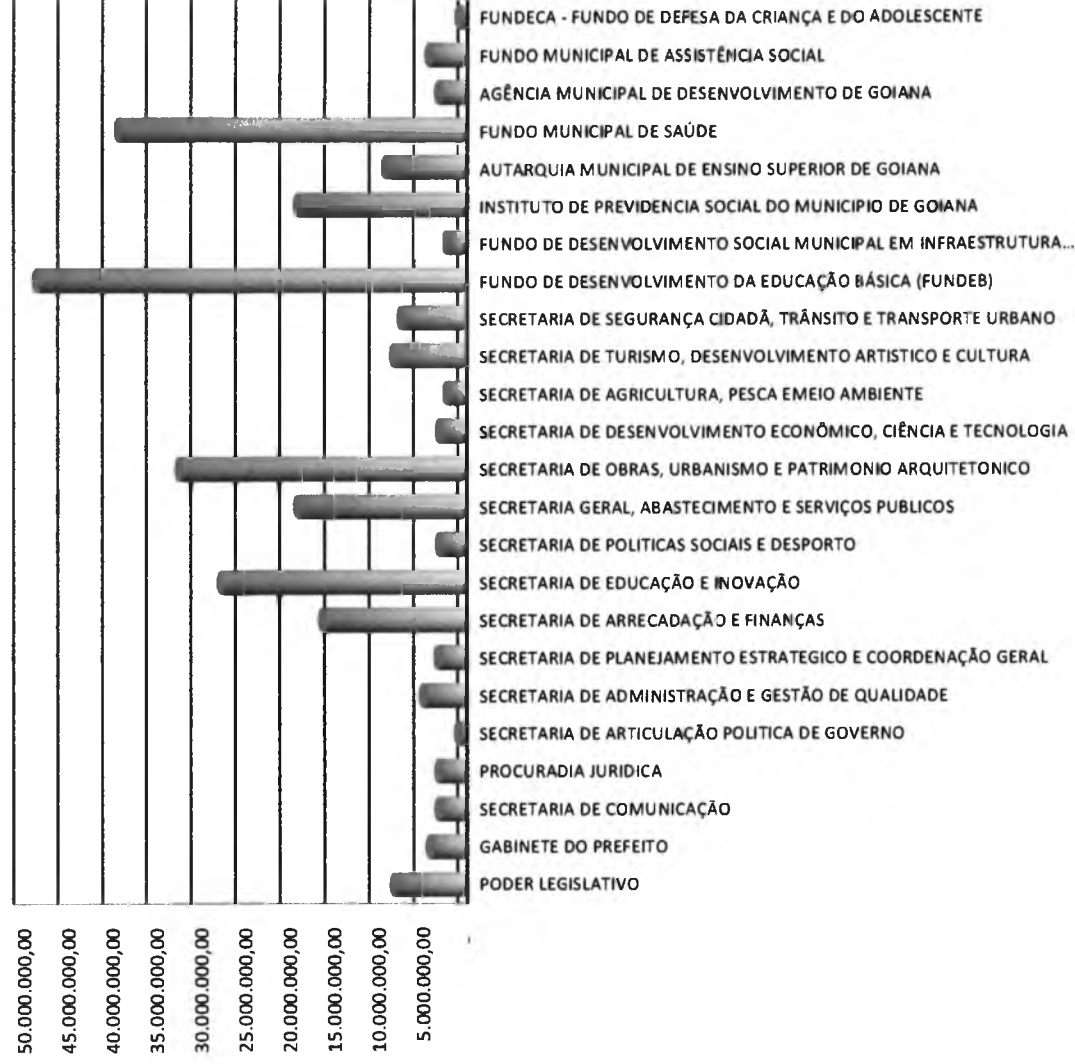 FUNDECA - FUNDO DE DEFESA DA CRIANÇA E DO ADOLESCENTE
FUNDO MUNICIPAL DE ASSISTÊNCIA SOCIAL
AGÊNCIA MUNICIPAL DE DESENVOLVIMENTO DE GOIANA
FUNDO MUNICIPAL DE SAÚDE
AUTARQUIA MUNICIPAL DE ENSINO SUPERIOR DE GOIANA
INSTITUTO DE PREVIDENCIA SOCIAL DO MUNICIPIO DE GOIANA
FUNDO DE DESENVOLVIMENTO SOCIAL MUNICIPAL EM INFRAESTRUTURA...
FUNDO DE DESENVOLVIMENTO DA EDUCAÇÃO BÁSICA (FUNDEB)
SECRETARIA DE SEGURANÇA CIDADÃ, TRÂNSITO E TRANSPORTE URBANO
SECRETARIA DE TURISMO, DESENVOLVIMENTO ARTISTICO E CULTURA
SECRETARIA DE AGRICULTURA, PESCA EMEIO AMBIENTE
SECRETARIA DE DESENVOLVIMENTO ECONÔMICO, CIÊNCIA E TECNOLOGIA
SECRETARIA DE OBRAS, URBANISMO E PATRIMONIO ARQUITETONICO
SECRETARIA GERAL, ABASTECIMENTO E SERVIÇOS PUBLICOS
SECRETARIA DE POLITICAS SOCIAIS E DESPORTO
SECRETARIA DE EDUCAÇÃO E INOVAÇÃO
SECRETARIA DE ARRECADAÇÃO E FINANÇAS
SECRETARIA DE PLANEJAMENTO ESTRATEGICO E COORDENAÇÃO GERAL
SECRETARIA DE ADMINISTRAÇÃO E GESTÃO DE QUALIDADE
SECRETARIA DE ARTICULAÇÃO POLITICA DE GOVERNO
PROCURADIA JURIDICA
SECRETARIA DE COMUNICAÇÃO
GABINETE DO PREFEITO
PODER LEGISLATIVO
50.000.000,00
45.000.000,00
40.000.000,00
35.000.000,00
30.000.000,00
25.000.000,00
20.000.000,00
15.000.000,00
10.000.000,00
5.000.000,00
-